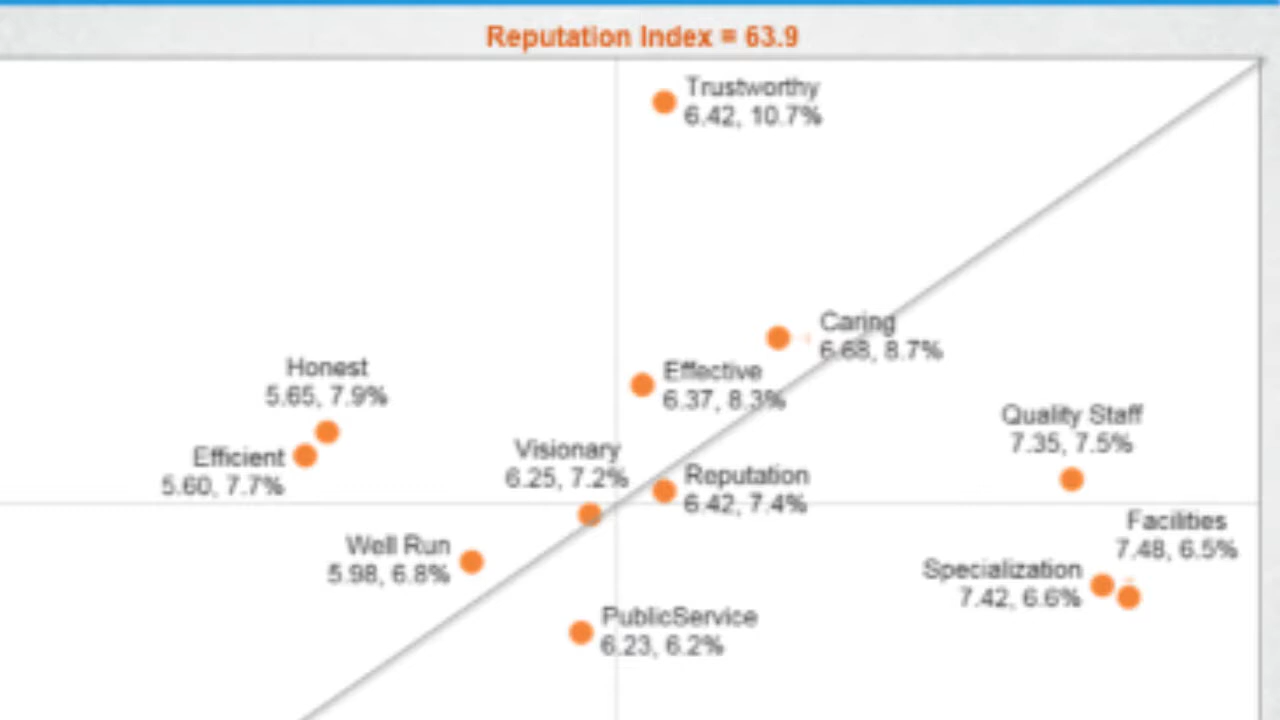 Reputation Index = 63.9
Trustworthy
6.42, 10.7%
Caring
6.68, 8.7%
Honest
5.65, 7.9%
Effective
6.37, 8.3%
Quality Staff
7.35, 7.5%
Efficient
5.60, 7.7%
Visionary
6.25, 7.2%
Reputation
6.42, 7.4%
Facilities
7.48, 6.5%
Well Run
5.98, 6.8%
Specialization
7.42, 6.6%
PublicService
6.23, 6.2%